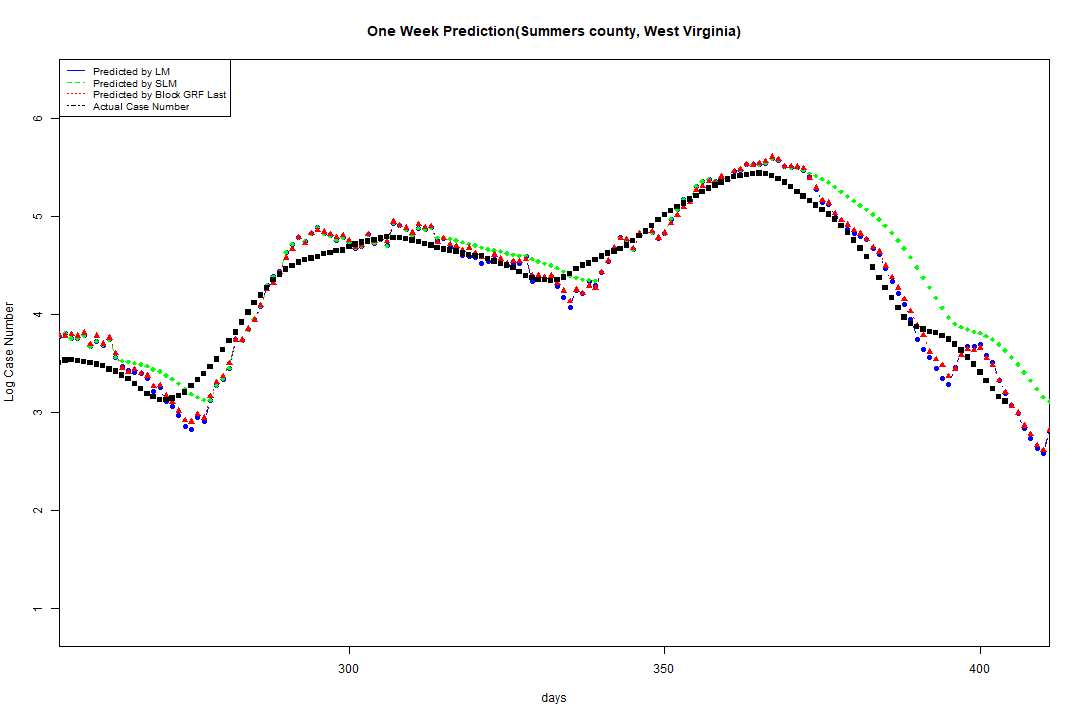 One Week Prediction(Summers county, West Virginia)
Predicted by LM
Predicted by SLM
Predicted by Block GRF Last
Actual Case Number
6
5
4
3
2
1
Log Case Number
300 350 400
days